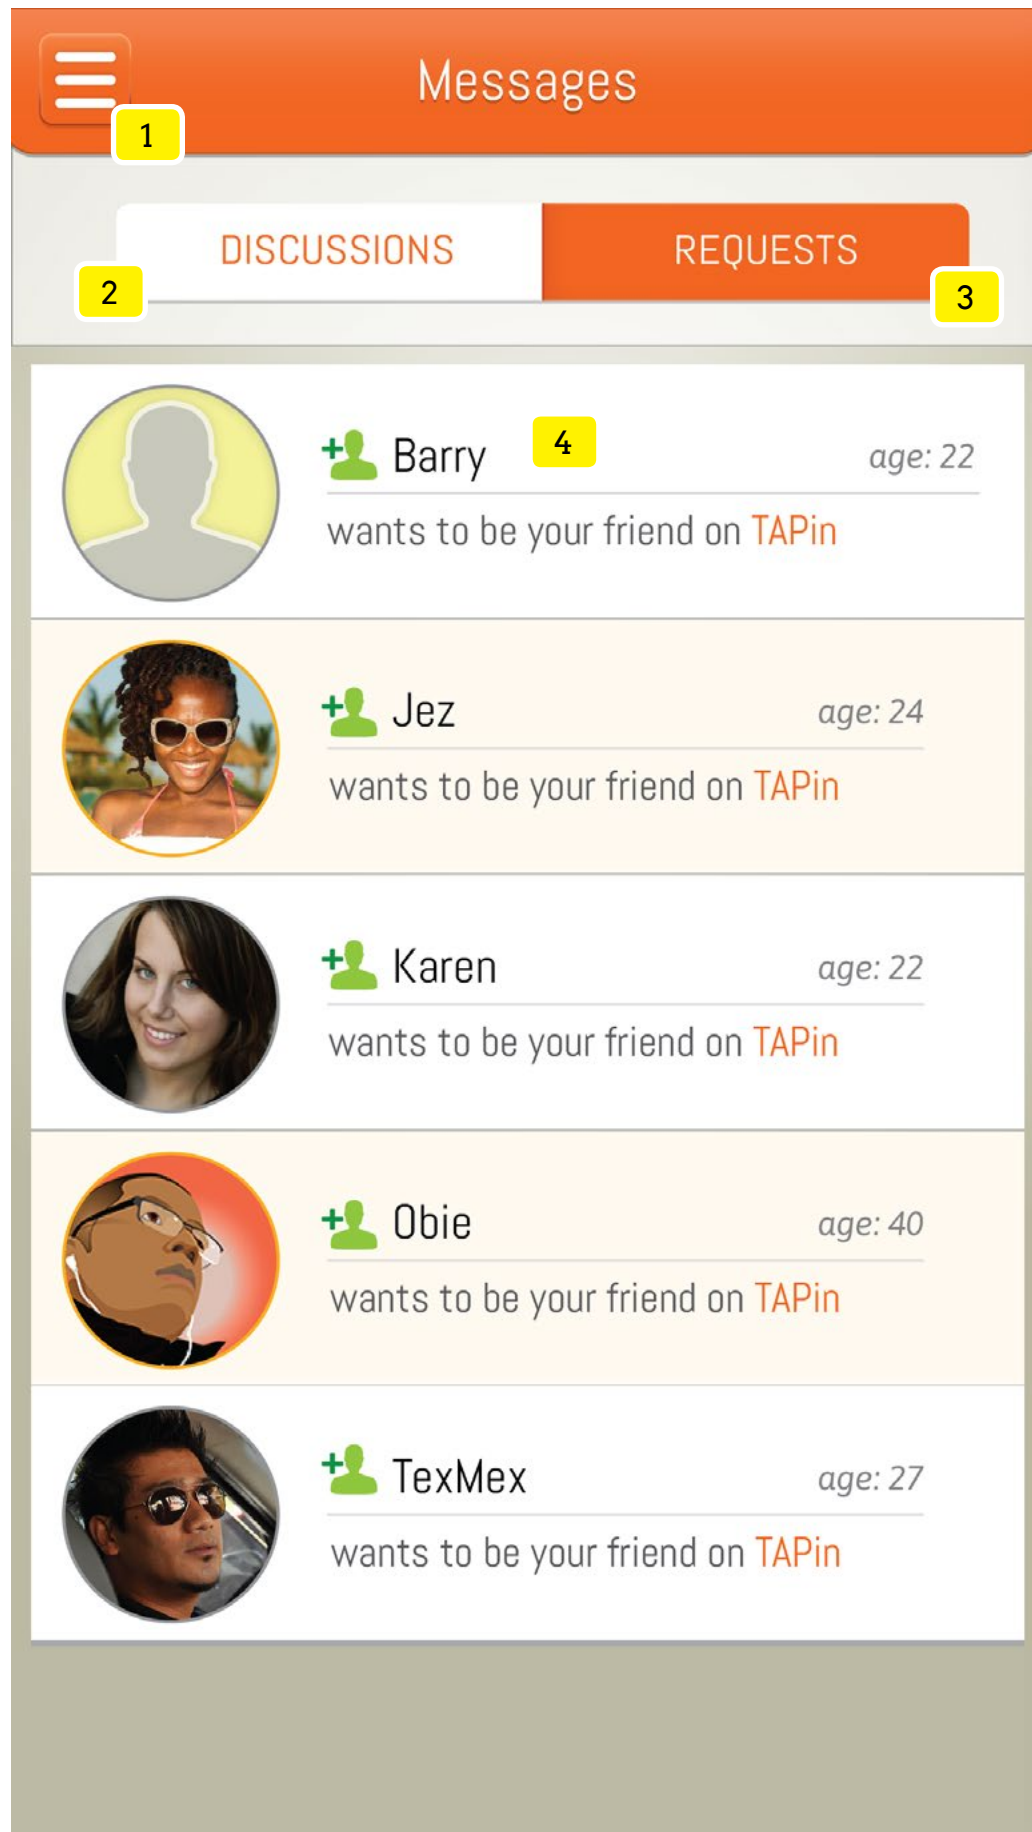 Messages
1
DISCUSSIONS REQUESTS
2 3
Barry 4 age: 22
wants to be your friend on TAPin
Jez age: 24
wants to be your friend on TAPin
Karen age: 22
wants to be your friend on TAPin
Obie age: 40
wants to be your friend on TAPin
TexMex age: 27
wants to be your friend on TAPin